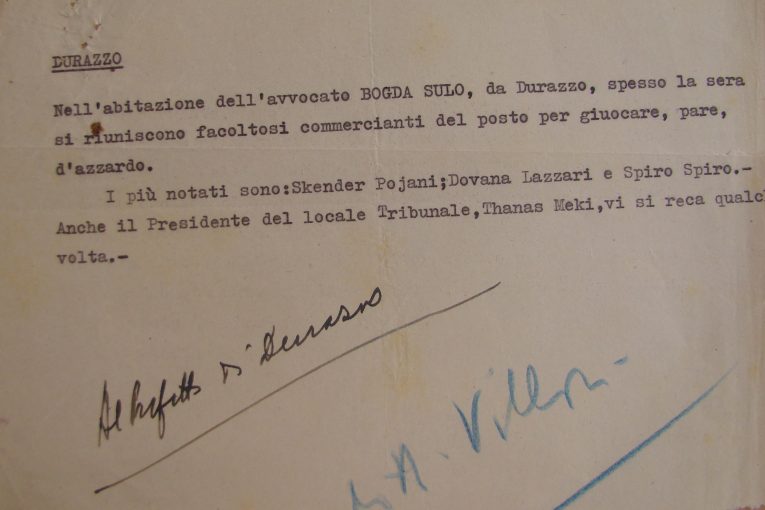 DURAZZO
Nell'abitazione dell'avvocato BOGDA SULO, da Durazzo, spesso la sera
si riuniscono facoltosi commercianti del posto per giuocare, pare,
d'azzardo.
I più notati sono:Skender Pojani;Dovana Lazzari e Spiro Spiro.-
Anche il Presidente del locale Tribunale,Thanas Meki,vi si reca qualch
volta.-
Al Prefetto di Durazzo
A. Villari